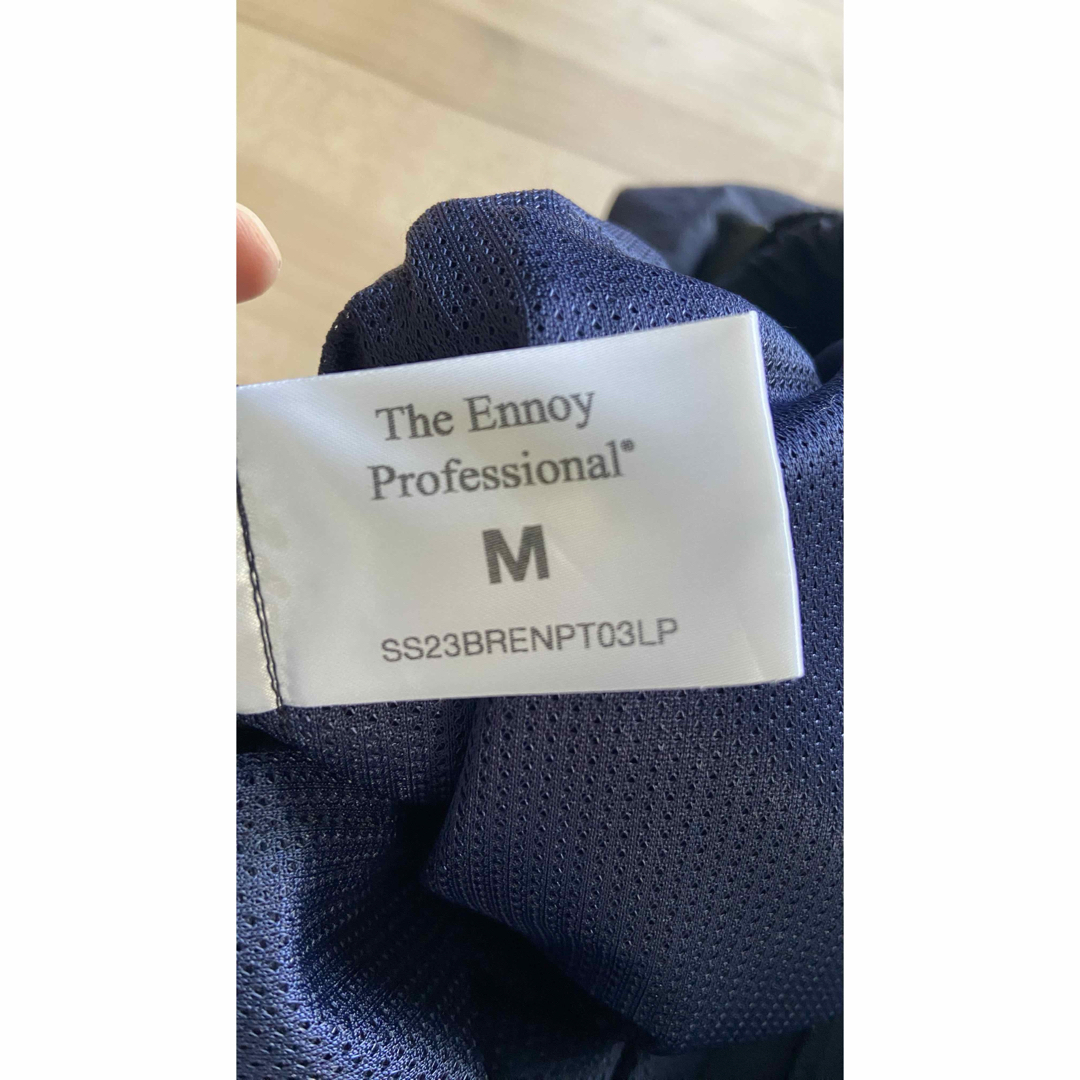 The Ennoy
Professional®
M
SS23BRENPT03LP